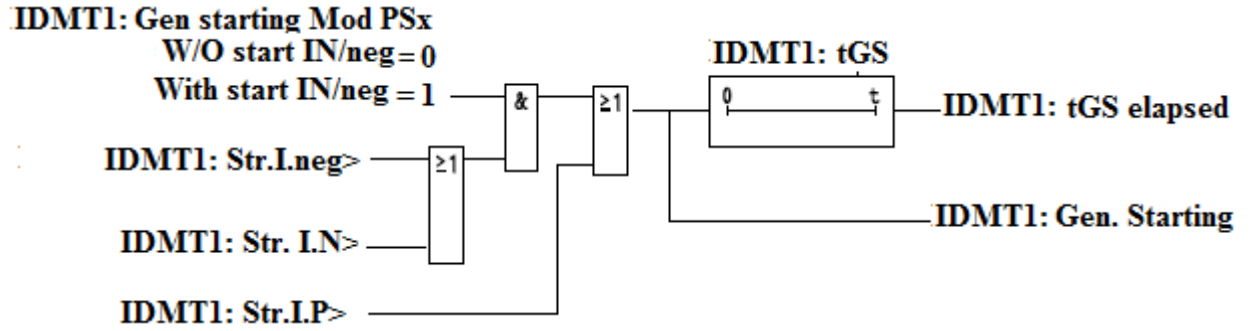 IDMT1: Gen starting Mod PSx
W/O start IN/neg = 0
IDMT1: tGS
With start IN/neg = 1
&
≥1
0 t
IDMT1: tGS elapsed
IDMT1: Str.I.neg>
≥1
IDMT1: Gen. Starting
IDMT1: Str. I.N>
IDMT1: Str.I.P>